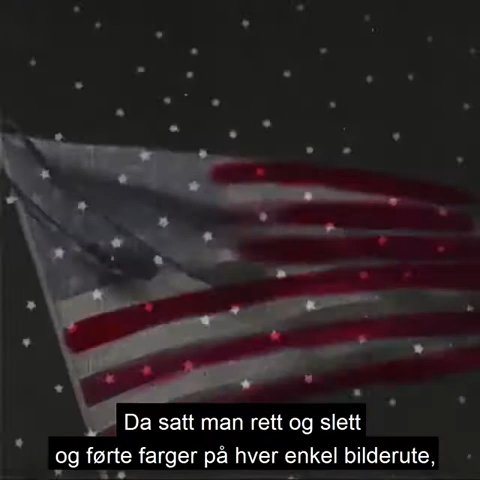 Da satt man rett og slett
og førte farger på hver enkel bilderute,